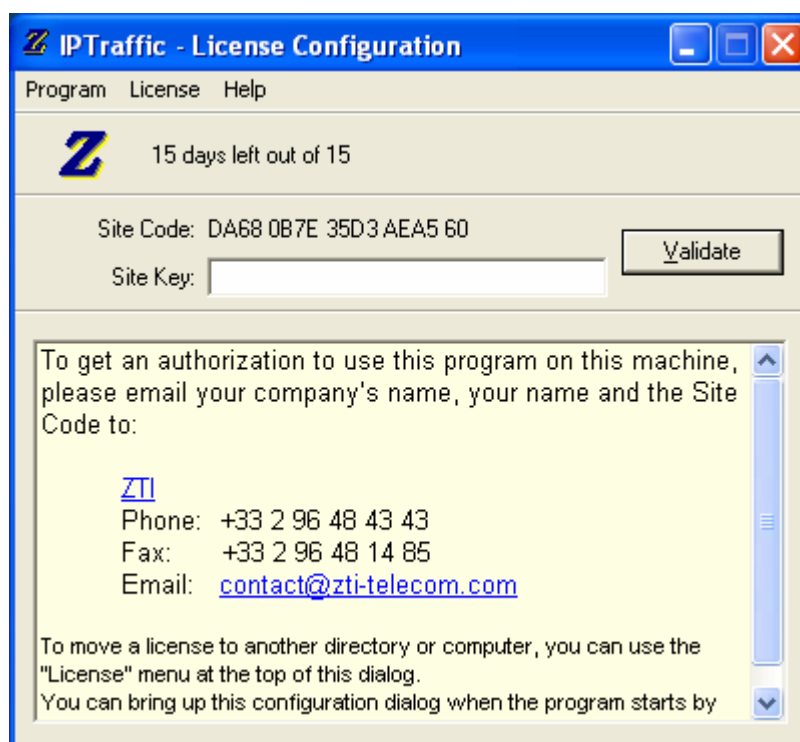 Z IPTraffic - License Configuration
Program License Help
Z 15 days left out of 15
Site Code: DA68 0B7E 35D3 AEA5 60
Validate
Site Key:
To get an authorization to use this program on this machine,
please email your company's name, your name and the Site
Code to:
ZTI
Phone: +33 2 96 48 43 43
Fax: +33 2 96 48 14 85
Email: contact@zti-telecom.com
To move a license to another directory or computer, you can use the
"License" menu at the top of this dialog.
You can bring up this configuration dialog when the program starts by